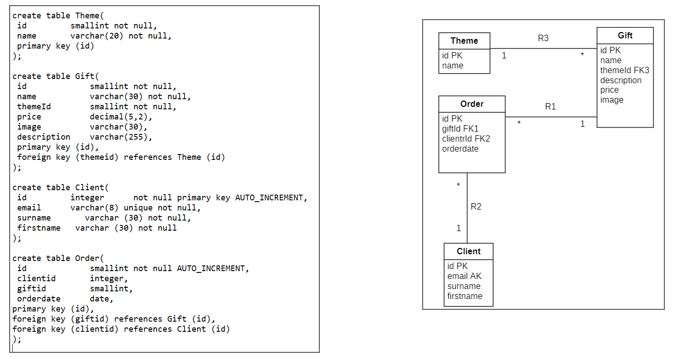 create table Theme(
id smallint not null,
name varchar(20) not null,
primary key (id)
);
create table Gift(
id smallint not null,
name varchar(30) not null,
themeId smallint not null,
price decimal(5,2),
image varchar(30),
description varchar(255),
primary key (id),
foreign key (themeid) references Theme (id)
);
create table Client(
id integer not null primary key AUTO_INCREMENT,
email varchar(8) unique not null,
surname varchar (30) not null,
firstname varchar (30) not null
);
create table Order(
id smallint not null AUTO_INCREMENT,
clientid integer,
giftid smallint,
orderdate date,
primary key (id),
foreign key (giftid) references Gift (id),
foreign key (clientid) references Client (id)
);
Theme
id PK
name
R3
1 *
Gift
id PK
name
themeId FK3
description
price
image
Order
id PK
giftId FK1
clientrId FK2
orderdate
R1
* 1
*
R2
1
Client
id PK
email AK
surname
firstname